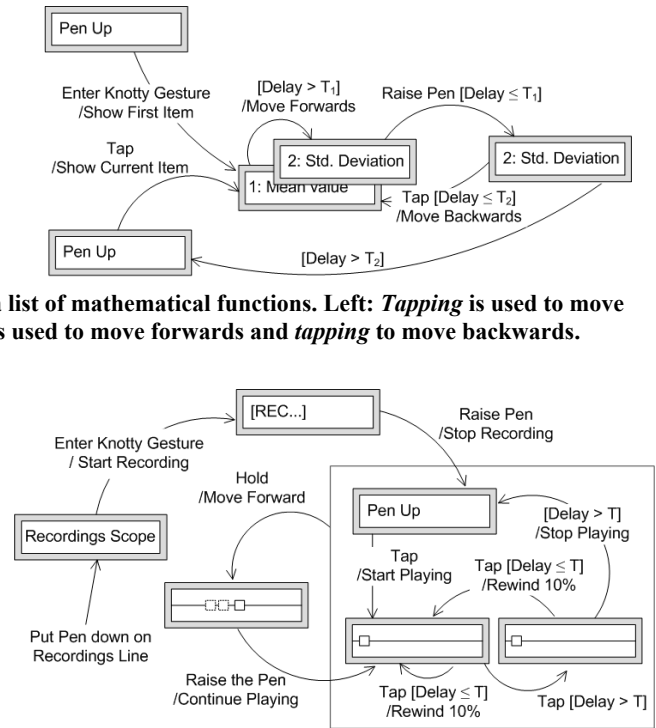 Pen Up
Enter Knotty Gesture
/Show First Item
[Delay > T1]
/Move Forwards
Raise Pen [Delay ≤ T1]
Tap
/Show Current Item
2: Std. Deviation
1: Mean value
2: Std. Deviation
Tap [Delay ≤ T2]
/Move Backwards
Pen Up
[Delay > T2]
list of mathematical functions. Left: Tapping is used to move
s used to move forwards and tapping to move backwards.
[REC...]
Raise Pen
/Stop Recording
Enter Knotty Gesture
/ Start Recording
Hold
/Move Forward
Pen Up
[Delay > T]
/Stop Playing
Recordings Scope
Tap
/Start Playing
Tap [Delay ≤ T]
/Rewind 10%
Put Pen down on
Recordings Line
Raise the Pen
/Continue Playing
Tap [Delay ≤ T]
/Rewind 10%
Tap [Delay > T]